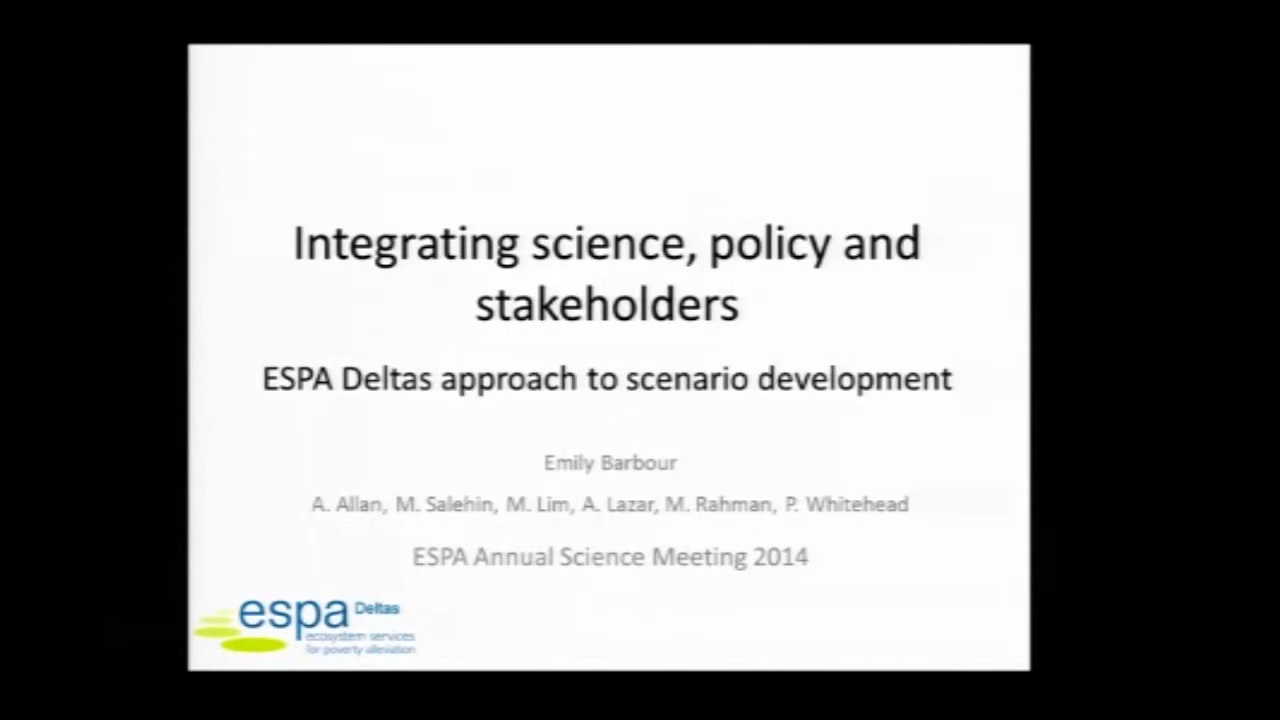 Integrating science, policy and
stakeholders
ESPA Deltas approach to scenario development
Emily Barbour
A. Allan, M. Salehin, M. Lim, A. Lazar, M. Rahman, P. Whitehead
ESPA Annual Science Meeting 2014
espa Deltas
ecosystem services
for poverty alleviation